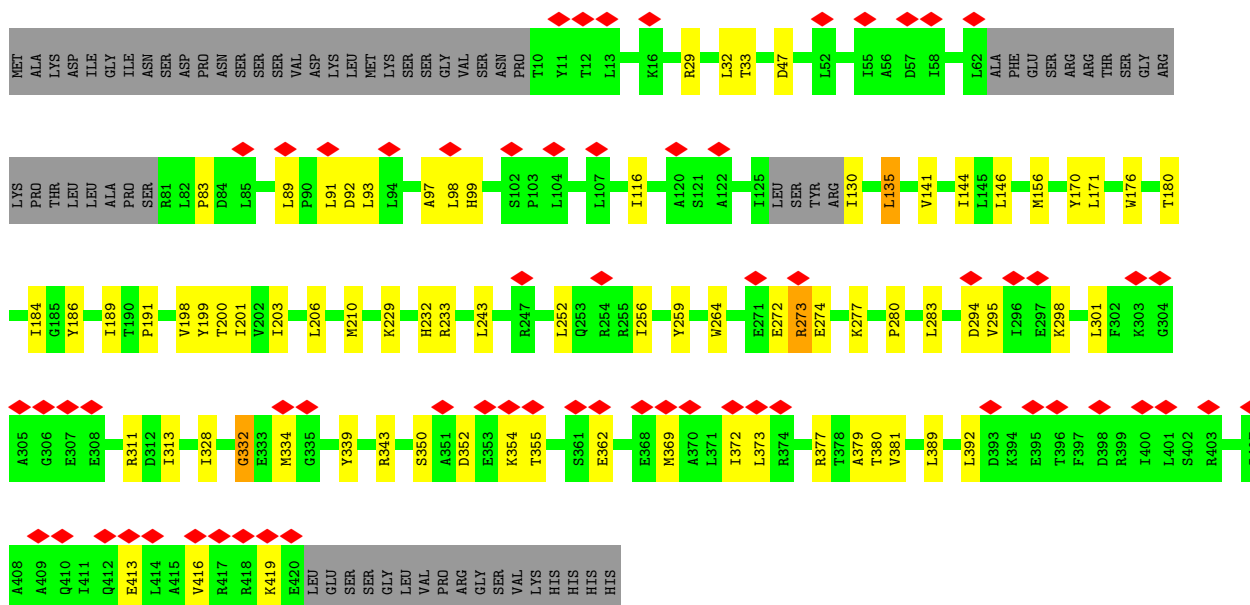 MET ALA LYS ASP ILE GLY ILE ASN SER ASP PRO ASN SER SER SER VAL ASP LYS LEU MET LYS SER SER GLY VAL SER ASN PRO T10 Y11 T12 L13 K16 R29 L32 T33 D47 L52 I55 A56 D57 I58 L62 ALA PHE GLU SER ARG ARG THR SER GLY ARG
LYS PRO THR LEU LEU ALA PRO SER R81 L82 P83 D84 L85 L89 P90 L91 D92 L93 L94 A97 L98 H99 S102 P103 L104 L107 I116 A120 S121 A122 I125 LEU SER TYR ARG I130 L135 V141 I144 L145 L146 M156 Y170 L171 W176 T180
I184 G185 Y186 I189 T190 P191 V198 Y199 T200 I201 V202 I203 L206 M210 K229 H232 R233 L243 R247 L252 Q253 R254 R255 I256 Y259 W264 E271 E272 R273 E274 K277 P280 L283 D294 V295 I296 E297 K298 L301 F302 K303 G304
A305 G306 E307 E308 R311 D312 I313 I328 G332 E333 M334 G335 Y339 R343 S350 A351 D352 E353 K354 T355 S361 E362 E368 M369 A370 L371 I372 L373 R374 R377 T378 A379 T380 V381 L389 L392 D393 K394 E395 T396 F397 D398 R399 I400 L401 S402 R403
A408 A409 Q410 I411 Q412 E413 L414 A415 V416 R417 R418 K419 E420 LEU GLU SER SER GLY LEU VAL PRO ARG GLY SER VAL LYS HIS HIS HIS HIS